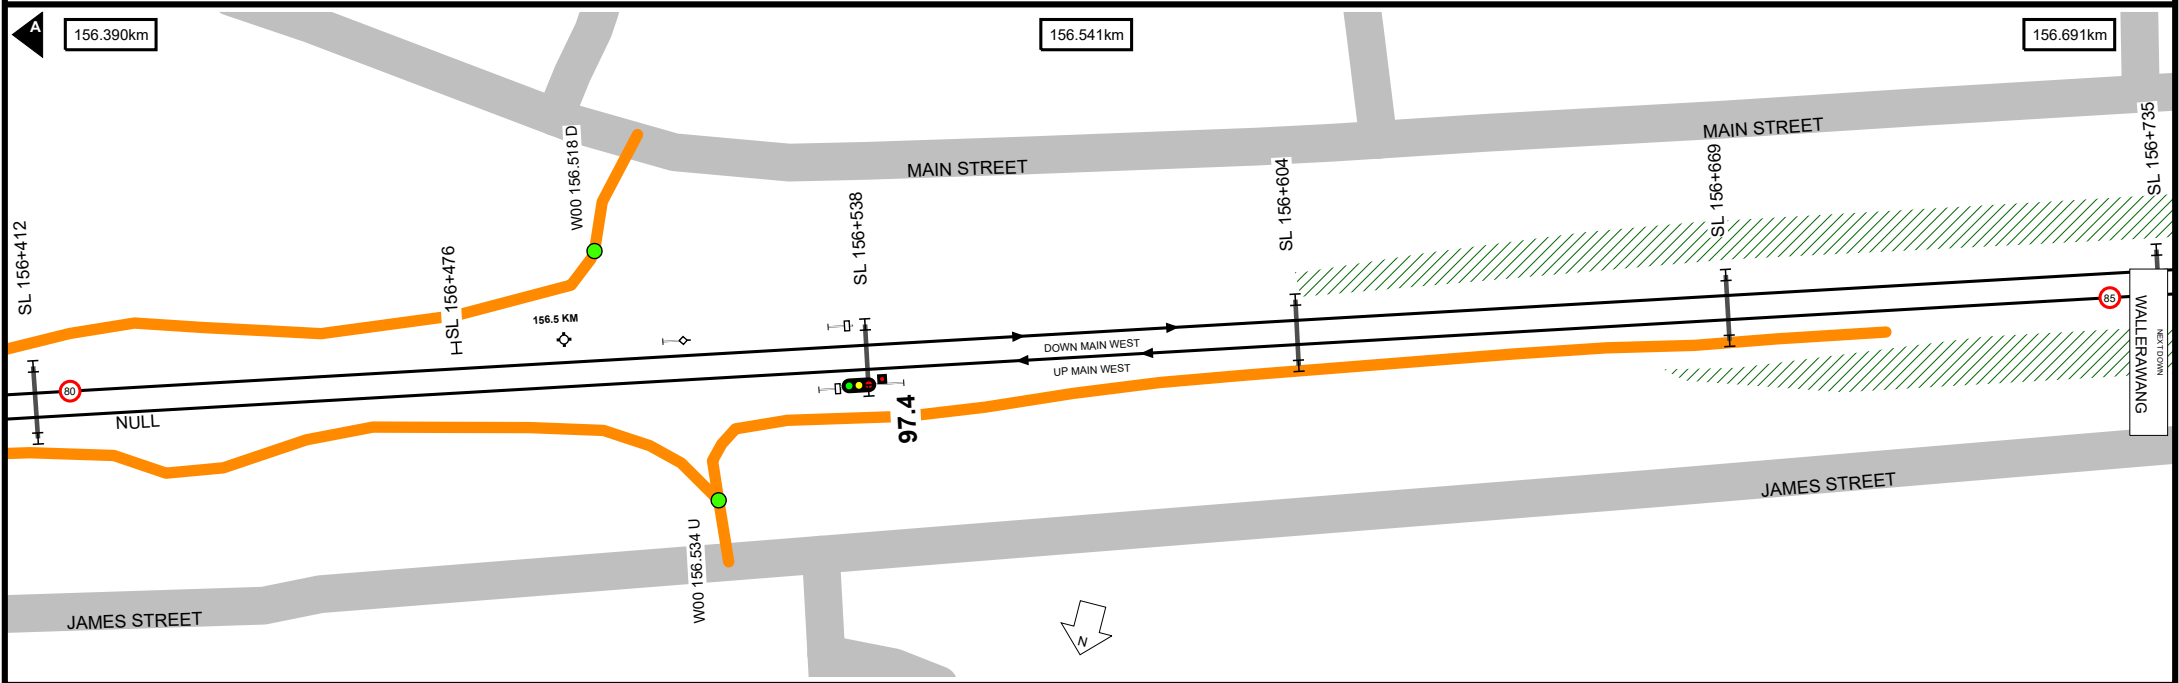 A
156.390km
156.541km
156.691km
MAIN STREET
MAIN STREET
W00 156.518 D
SL 156+412
SL 156+476
SL 156+538
SL 156+604
SL 156+669
SL 156+735
156.5 KM
DOWN MAIN WEST
UP MAIN WEST
80
85
NULL
97.4
WALLERAWANG
NEXT DOWN
JAMES STREET
W00 156.534 U
JAMES STREET
N